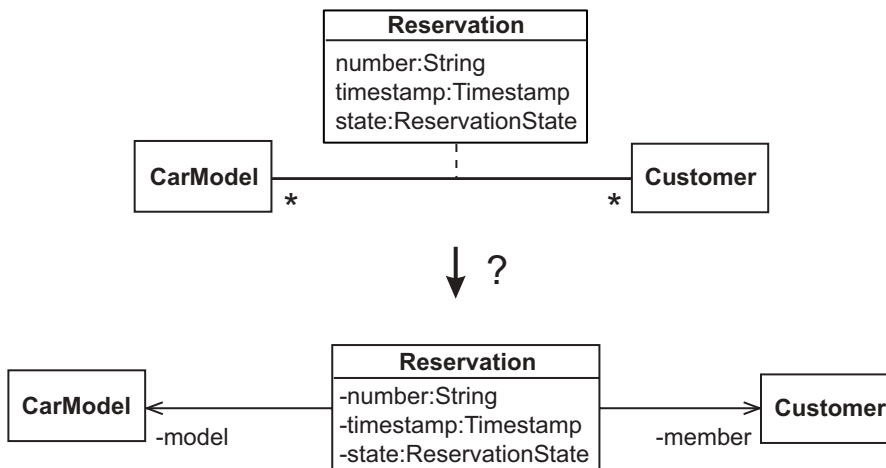 Reservation
number:String
timestamp:Timestamp
state:ReservationState
CarModel
Customer
*
*
?
Reservation
-number:String
-timestamp:Timestamp
-state:ReservationState
CarModel
-model
-member
Customer